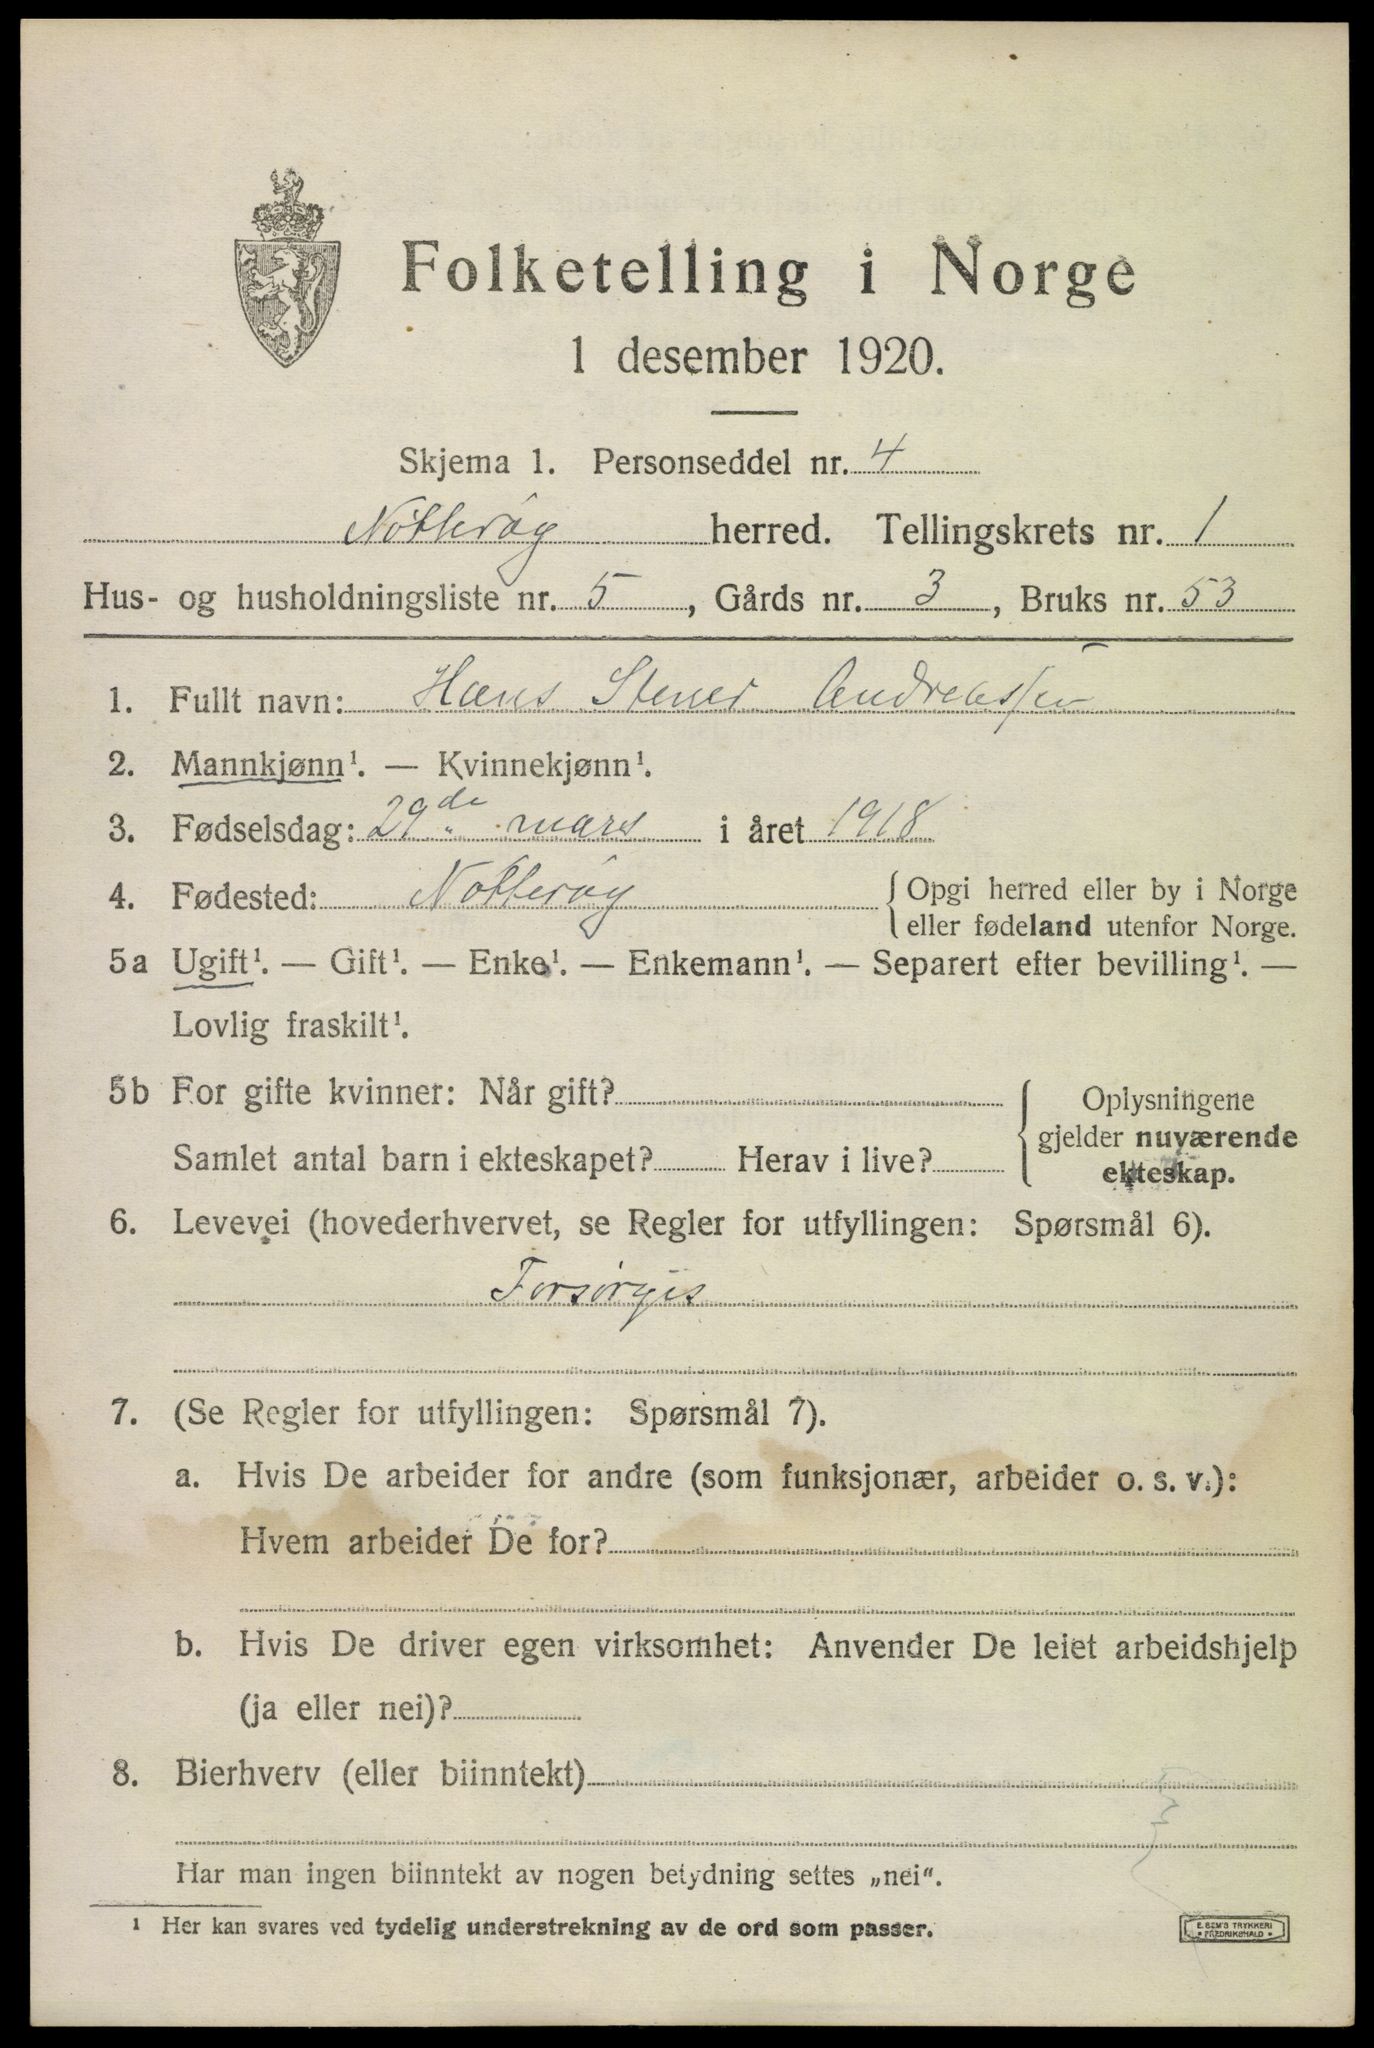 Folketelling i Norge
1 desember 1920.
Skjema 1. Personseddel nr. 4
Nøtterøy herred. Tellingskrets nr. 1
Hus- og husholdningsliste nr. 5, Gårds nr. 3, Bruks nr. 53
1. Fullt navn: Hans Stener Andreassen
2. Mannkjønn¹. — Kvinnekjønn¹.
3. Fødselsdag: 29de mars i året 1918
4. Fødested: Nøtterøy { Opgi herred eller by i Norge
eller fødeland utenfor Norge.
5a Ugift¹. — Gift¹. — Enke¹. — Enkemann¹. — Separert efter bevilling¹. —
Lovlig fraskilt¹.
5b For gifte kvinner: Når gift? { Oplysningene
gjelder nuværende
Samlet antal barn i ekteskapet? Herav i live? ekteskap.
6. Levevei (hovederhvervet, se Regler for utfyllingen: Spørsmål 6).
Forsørges
7. (Se Regler for utfyllingen: Spørsmål 7).
a. Hvis De arbeider for andre (som funksjonær, arbeider o. s. v.):
Hvem arbeider De for?
b. Hvis De driver egen virksomhet: Anvender De leiet arbeidshjelp
(ja eller nei)?
8. Bierhverv (eller biinntekt)
Har man ingen biinntekt av nogen betydning settes „nei“.
¹ Her kan svares ved tydelig understrekning av de ord som passer.
E. SEM'S TRYKKERI
FREDRIKSHALD